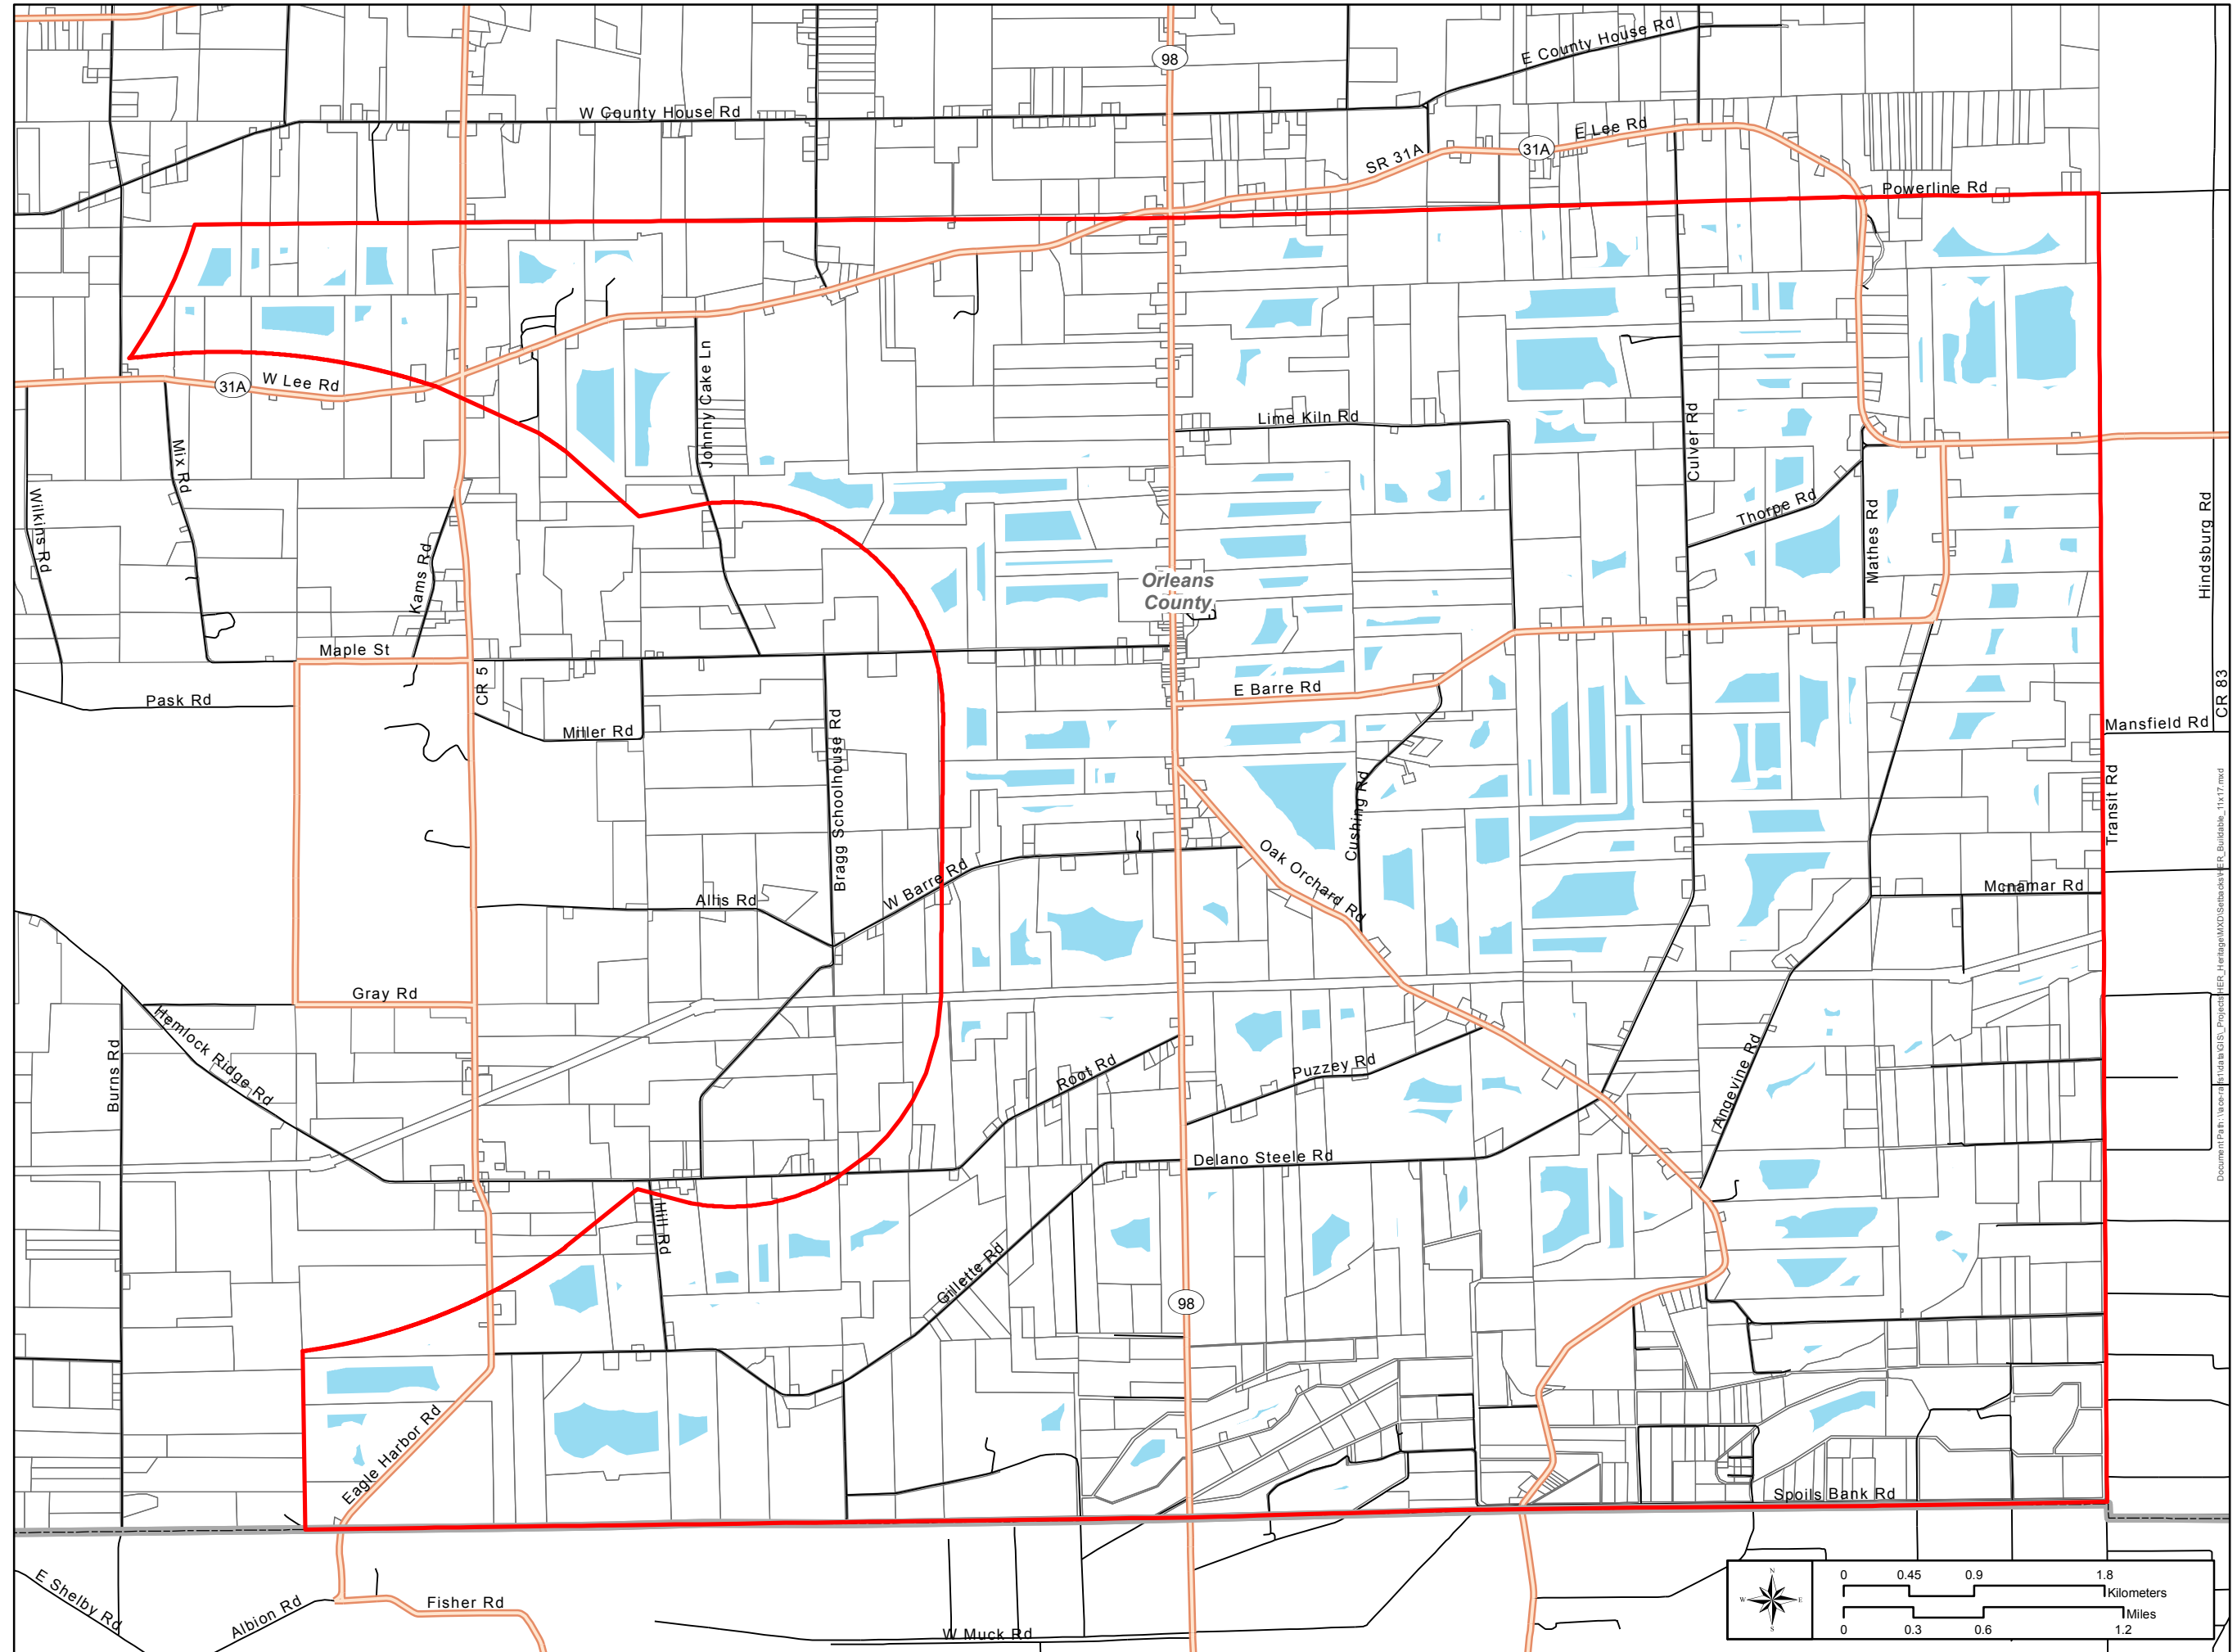 98
E County House Rd
W County House Rd
E Lee Rd
31A
SR 31A
Powerline Rd
31A
W Lee Rd
Johnny Cake Ln
Lime Kiln Rd
Culver Rd
Mix Rd
Wilkins Rd
Thorpe Rd
Mathes Rd
Hindsburg Rd
Kams Rd
Orleans
County
Maple St
CR 5
Pask Rd
E Barre Rd
CR 83
Miller Rd
Mansfield Rd
Bragg Schoolhouse Rd
Transit Rd
Cushing Rd
Oak Orchard Rd
W Barre Rd
Allis Rd
Mcnamar Rd
Gray Rd
Hemlock Ridge Rd
Burns Rd
Root Rd
Puzzey Rd
Angevine Rd
Delano Steele Rd
Hill Rd
Gillette Rd
98
Eagle Harbor Rd
Spoils Bank Rd
E Shelby Rd
Albion Rd
Fisher Rd
W Muck Rd
N
W E
S
0 0.45 0.9 1.8
Kilometers
Miles
0 0.3 0.6 1.2